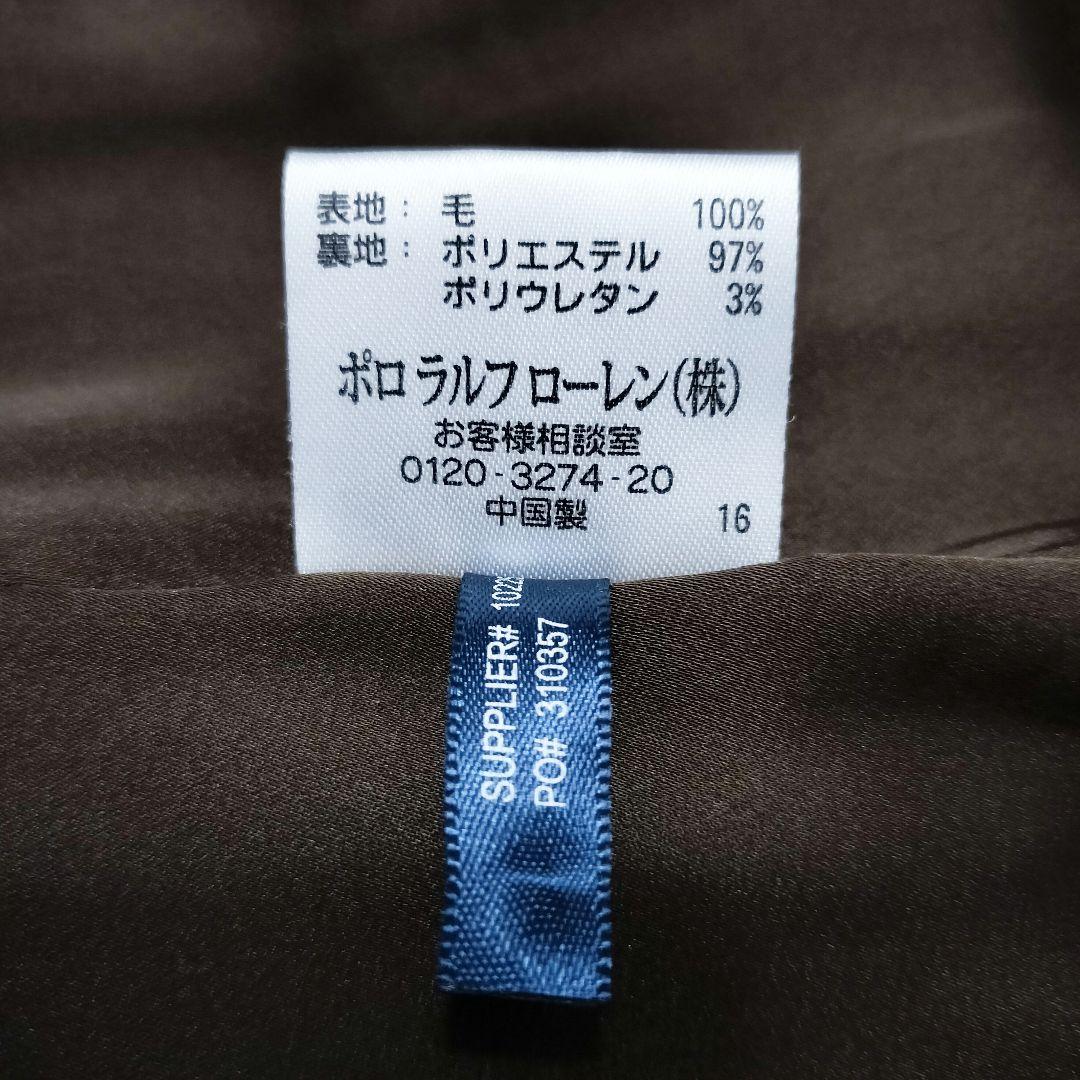 表地： 毛 100%
裏地： ポリエステル 97%
ポリウレタン 3%
ポロ ラルフ ローレン(株)
お客様相談室
0120-3274-20
中国製 16
SUPPLIER#
PO# 310357